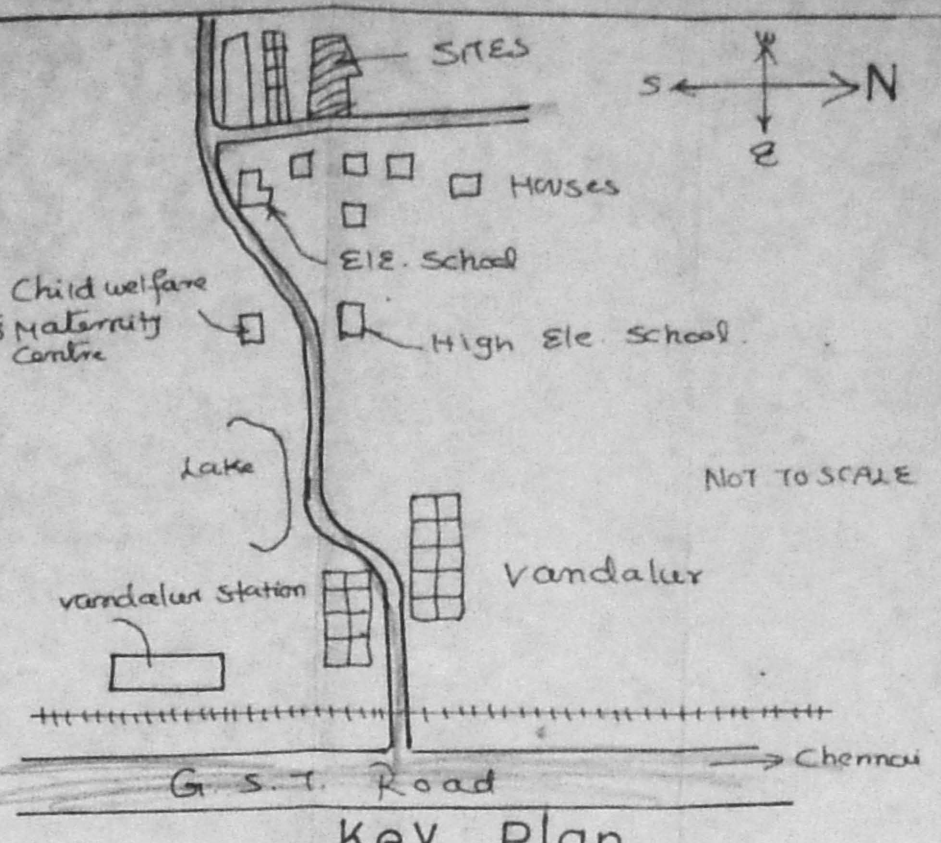 SITES
W
S
N
E
Houses
Ele. School
Child welfare
& Maternity
Centre
High Ele. School.
Lake
NOT TO SCALE
Vandalur
vandalur station
Chennai
G. S. T. Road
Key Plan